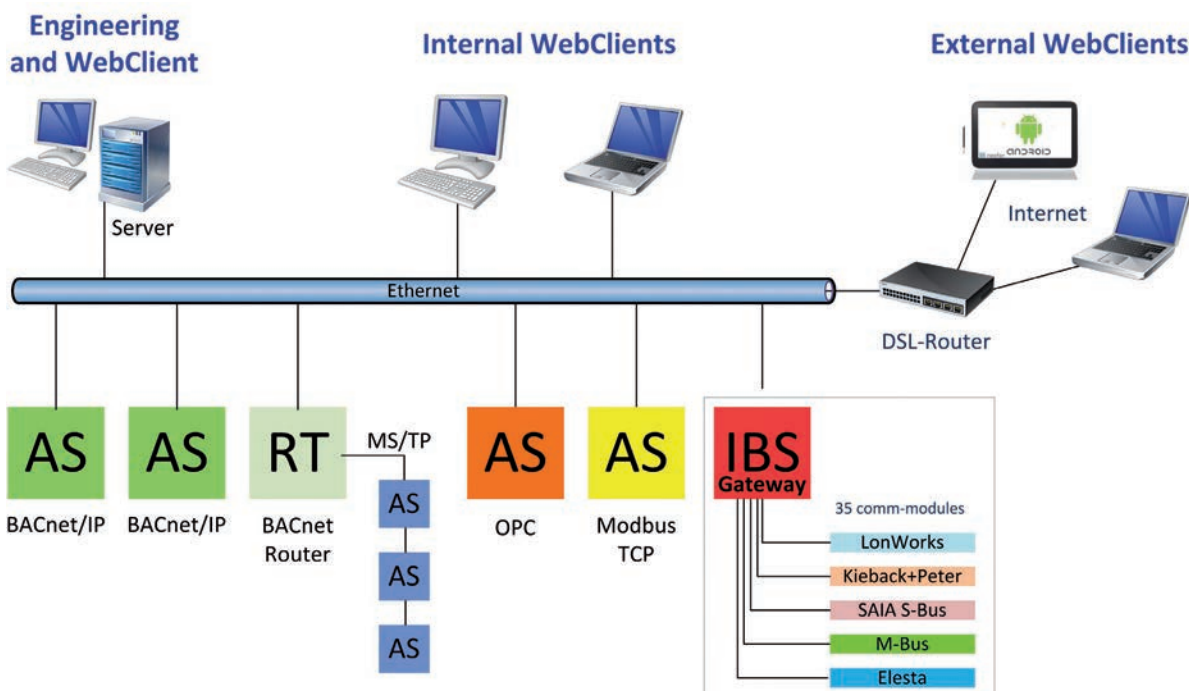 Engineering
and WebClient
Internal WebClients
External WebClients
ANDROID
Server
Internet
Ethernet
DSL-Router
AS
AS
RT
MS/TP
AS
AS
IBS
Gateway
AS
BACnet/IP
BACnet/IP
BACnet
Router
OPC
Modbus
TCP
35 comm-modules
LonWorks
AS
Kieback+Peter
SAIA S-Bus
AS
M-Bus
Elesta